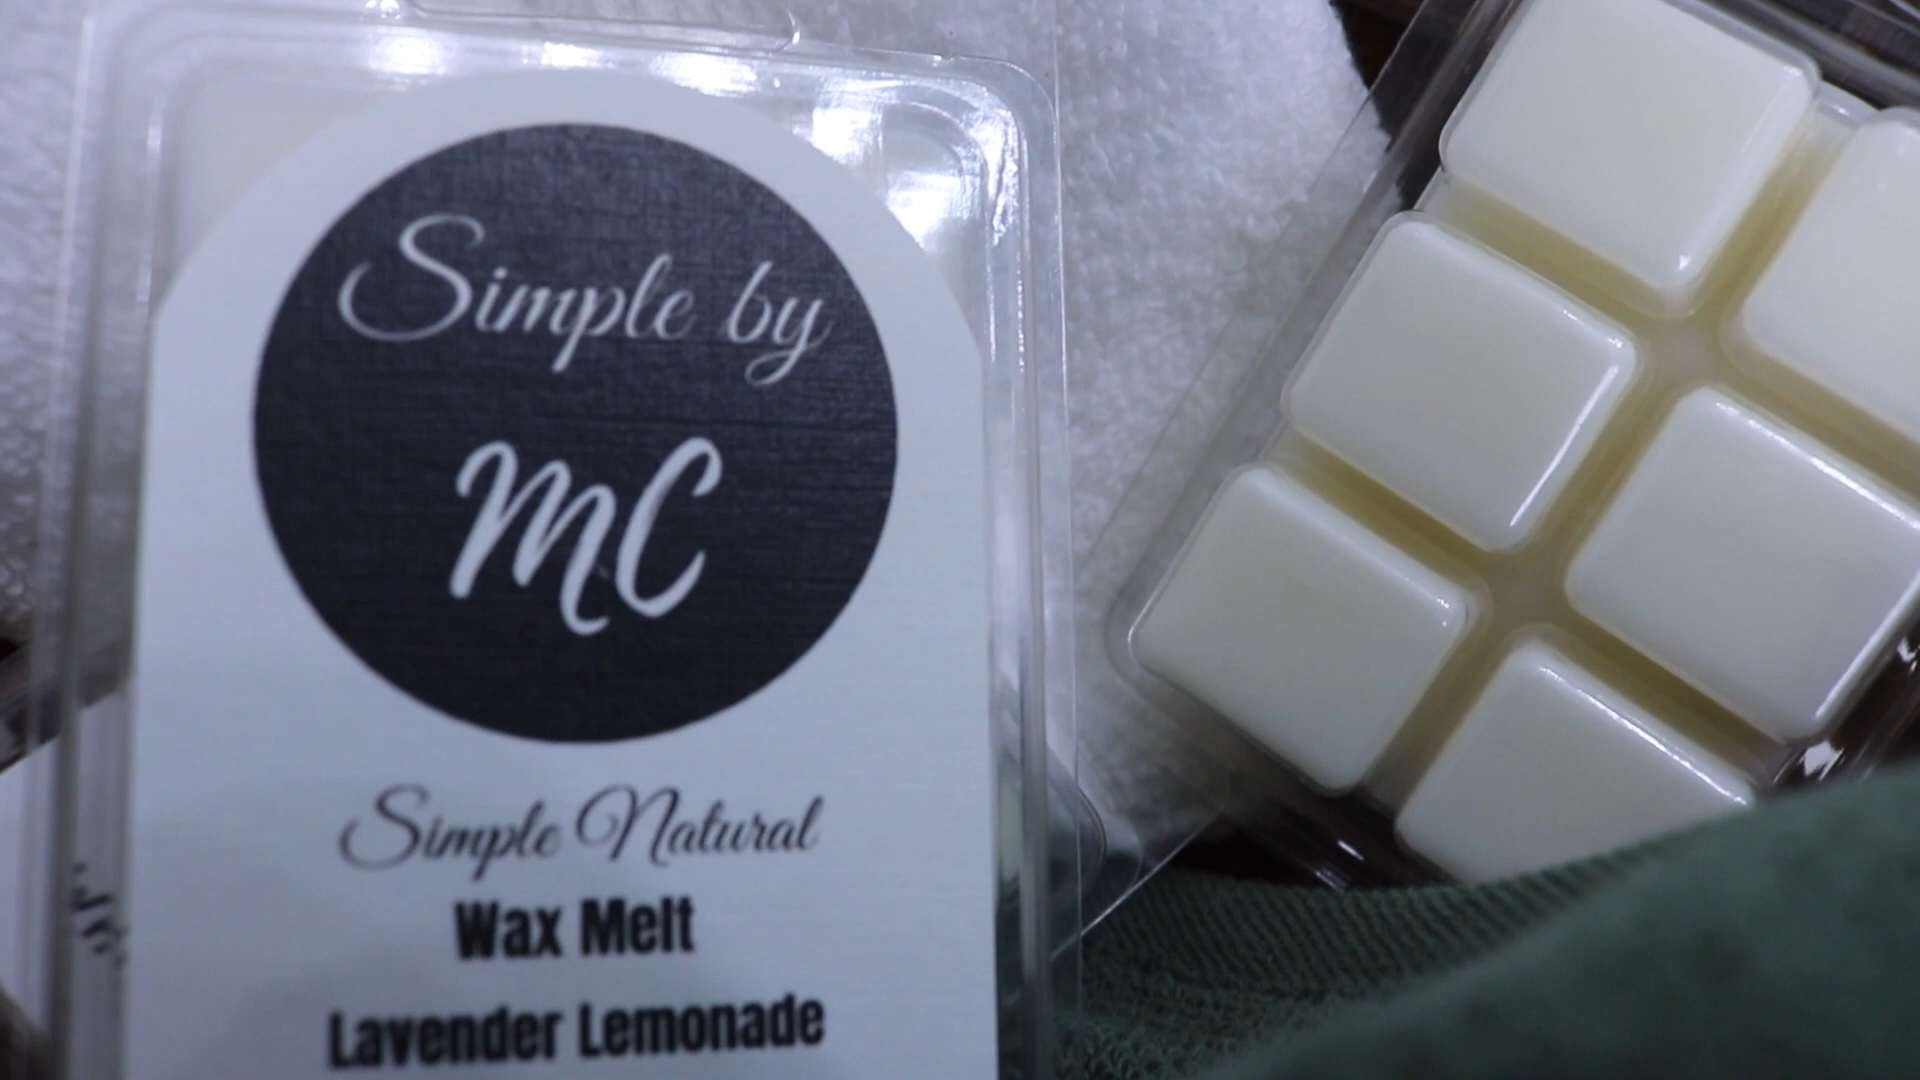 Simple by
MC
Simple Natural
Wax Melt
Lavender Lemonade